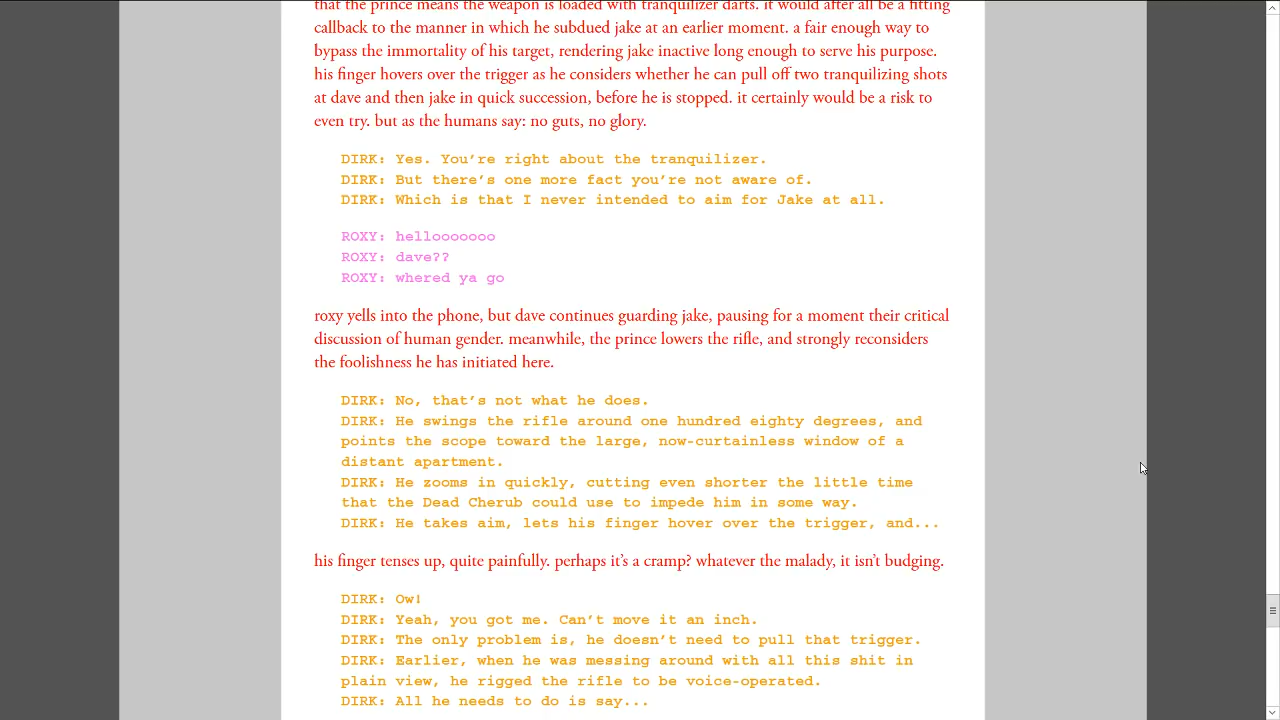 that the prince means the weapon is loaded with tranquilizer darts. it would after all be a fitting
callback to the manner in which he subdued jake at an earlier moment. a fair enough way to
bypass the immortality of his target, rendering jake inactive long enough to serve his purpose.
his finger hovers over the trigger as he considers whether he can pull off two tranquilizing shots
at dave and then jake in quick succession, before he is stopped. it certainly would be a risk to
even try. but as the humans say: no guts, no glory.
DIRK: Yes. You’re right about the tranquilizer.
DIRK: But there’s one more fact you’re not aware of.
DIRK: Which is that I never intended to aim for Jake at all.
ROXY: hellooooooo
ROXY: dave??
ROXY: whered ya go
roxy yells into the phone, but dave continues guarding jake, pausing for a moment their critical
discussion of human gender. meanwhile, the prince lowers the rifle, and strongly reconsiders
the foolishness he has initiated here.
DIRK: No, that’s not what he does.
DIRK: He swings the rifle around one hundred eighty degrees, and
points the scope toward the large, now-curtainless window of a
distant apartment.
DIRK: He zooms in quickly, cutting even shorter the little time
that the Dead Cherub could use to impede him in some way.
DIRK: He takes aim, lets his finger hover over the trigger, and...
his finger tenses up, quite painfully. perhaps it’s a cramp? whatever the malady, it isn’t budging.
DIRK: Ow!
DIRK: Yeah, you got me. Can’t move it an inch.
DIRK: The only problem is, he doesn’t need to pull that trigger.
DIRK: Earlier, when he was messing around with all this shit in
plain view, he rigged the rifle to be voice-operated.
DIRK: All he needs to do is say...